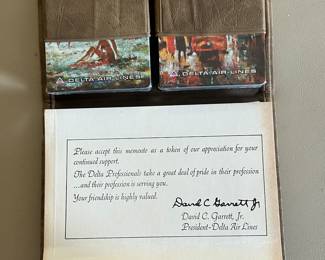 DELTA AIR LINES
DELTA AIR LINES
Please accept this memento as a token of our appreciation for your
continued support.
The Delta Professionals take a great deal of pride in their profession
...and their profession is serving you.
Your friendship is highly valued.
David C. Garrett, Jr
David C. Garrett, Jr.
President-Delta Air Lines